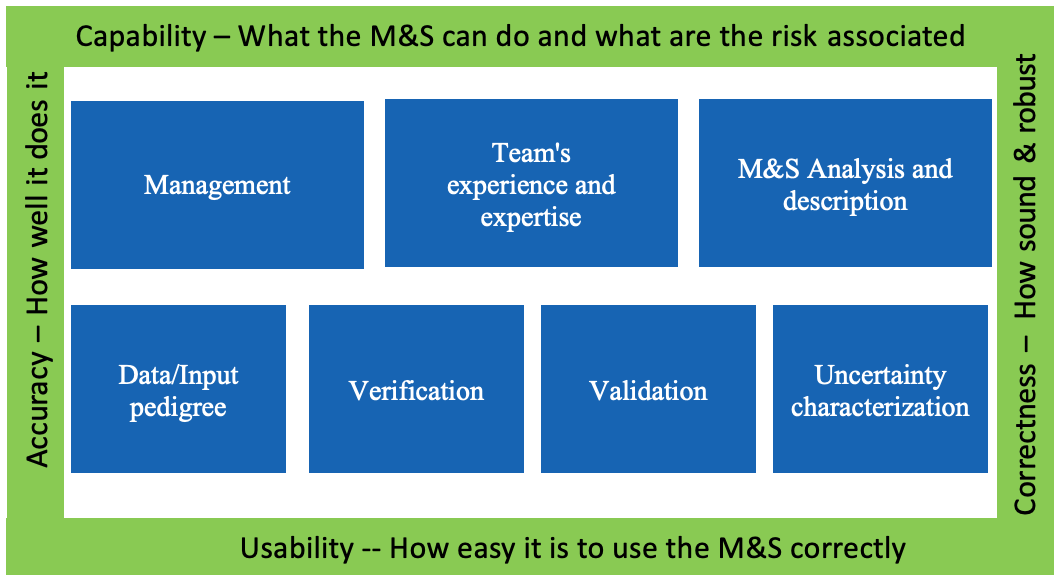 Capability – What the M&S can do and what are the risk associated
Accuracy – How well it does it
Management
Team's
experience and
expertise
M&S Analysis and
description
Data/Input
pedigree
Verification
Validation
Uncertainty
characterization
Correctness – How sound & robust
Usability -- How easy it is to use the M&S correctly